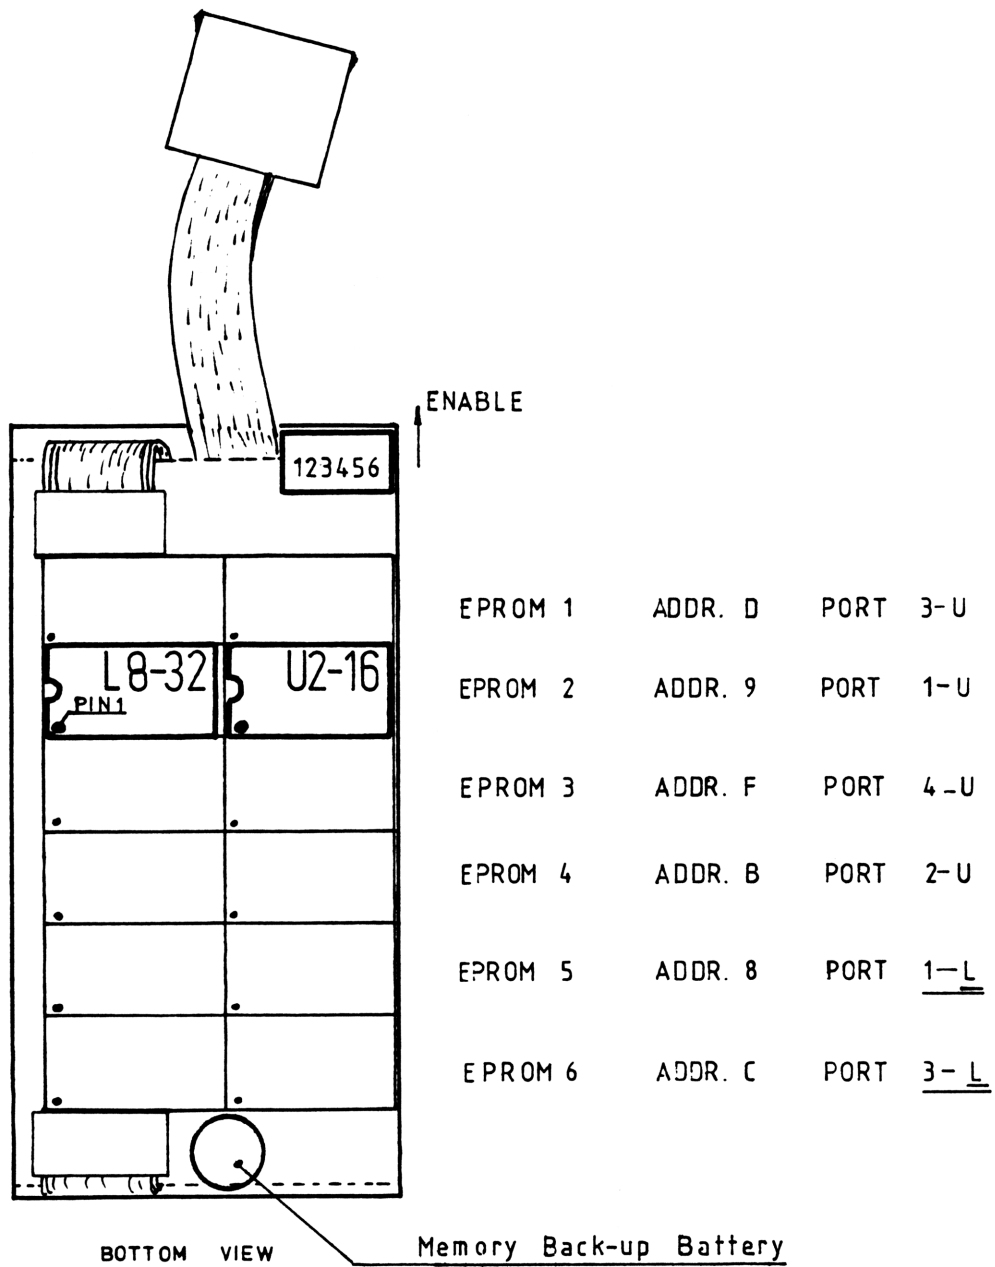 ENABLE
123456
EPROM 1 ADDR. D PORT 3-U
L8-32 U2-16
PIN1
EPROM 2 ADDR. 9 PORT 1-U
EPROM 3 ADDR. F PORT 4-U
EPROM 4 ADDR. B PORT 2-U
EPROM 5 ADDR. 8 PORT 1-L
EPROM 6 ADDR. C PORT 3-L
Memory Back-up Battery
BOTTOM VIEW